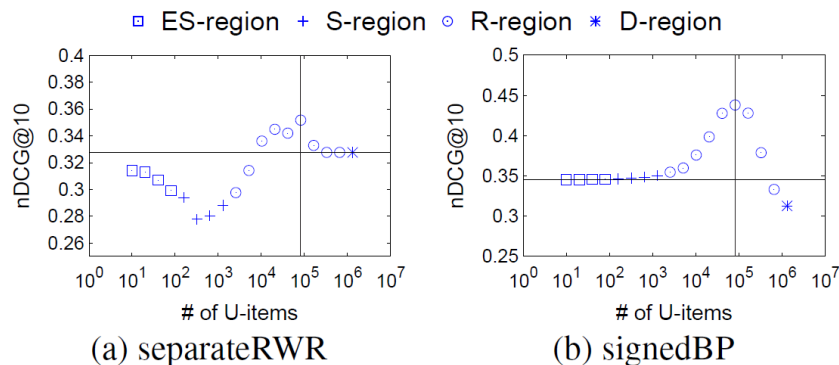 ES-region S-region R-region D-region
0.4
0.38
0.36
0.34
0.32
0.3
0.28
0.26
nDCG@10
10^0 10^1 10^2 10^3 10^4 10^5 10^6 10^7
# of U-items
(a) separateRWR
0.5
0.45
0.4
0.35
0.3
0.25
nDCG@10
10^0 10^1 10^2 10^3 10^4 10^5 10^6 10^7
# of U-items
(b) signedBP